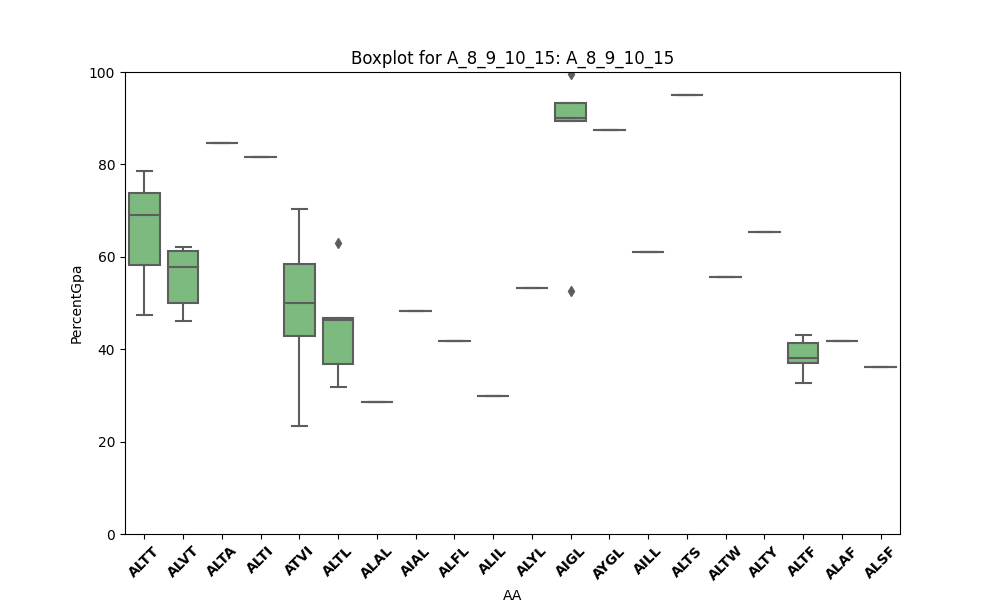 Boxplot for A_8_9_10_15: A_8_9_10_15
100
80
60
40
20
0
PercentGpa
ALTT ALVT ALTA ALTI ATVI ALTL ALAL AIAL ALFL ALIL ALYL AIGL AYGL AILL ALTS ALTW ALTY ALTF ALAF ALSF
AA